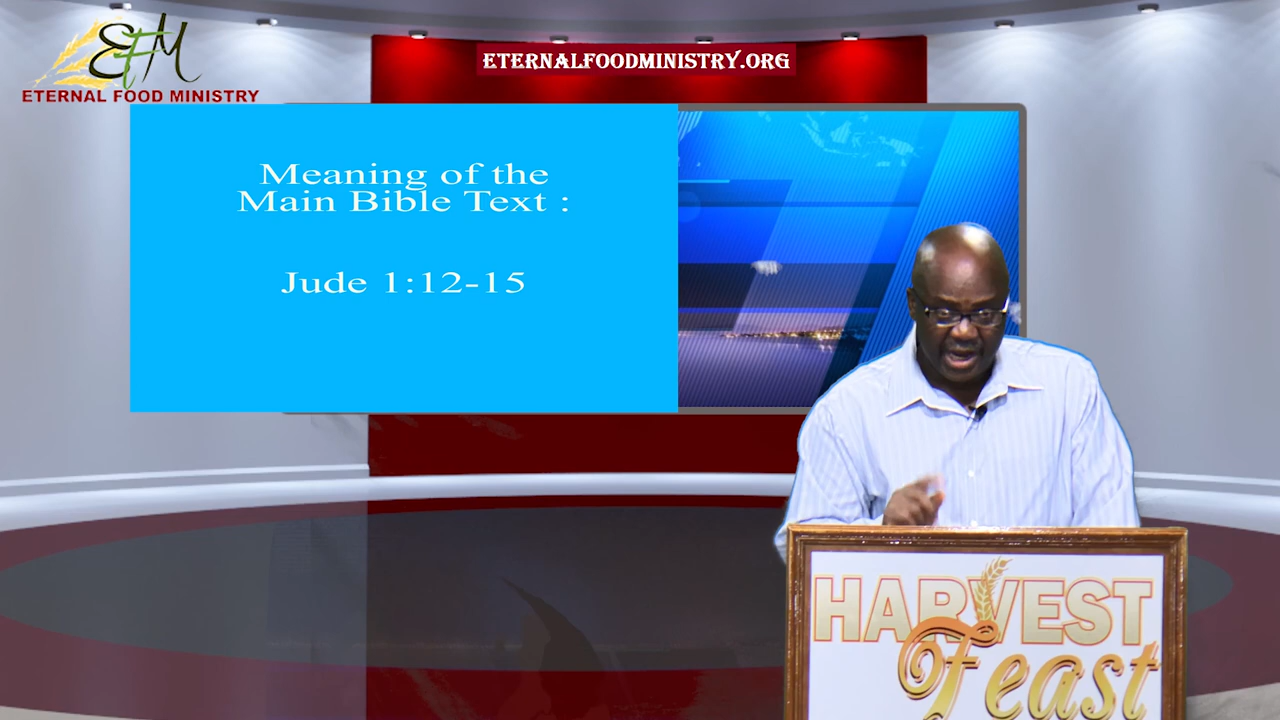 EFM
ETERNAL FOOD MINISTRY
ETERNALFOODMINISTRY.ORG
Meaning of the
Main Bible Text :
Jude 1:12-15
HARVEST
Feast